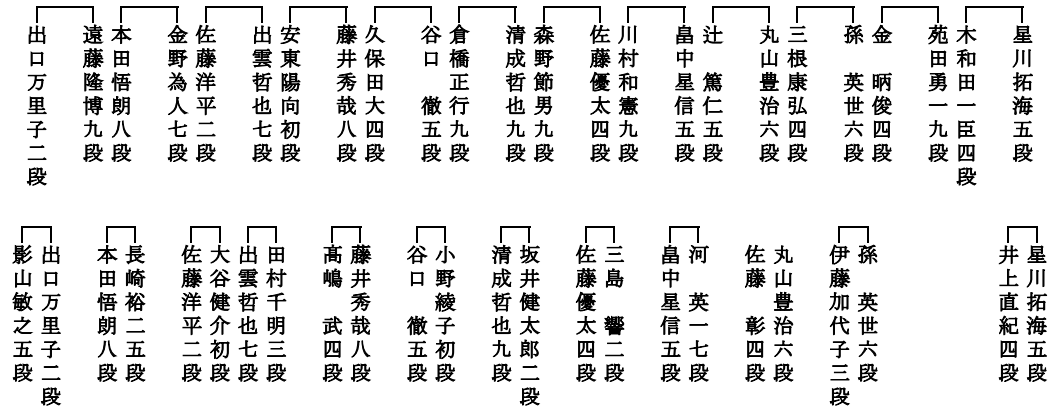 星川拓海五段
木和田一臣四段
苑田勇一九段
金　昞俊四段
孫　英世六段
三根康弘四段
丸山豊治六段
辻　篤仁五段
畠中星信五段
川村和憲九段
佐藤優太四段
森野節男九段
清成哲也九段
倉橋正行九段
谷口　徹五段
久保田大四段
藤井秀哉八段
安東陽向初段
出雲哲也七段
佐藤洋平二段
金野為人七段
本田悟朗八段
遠藤隆博九段
出口万里子二段
星川拓海五段
井上直紀四段
孫　英世六段
伊藤加代子三段
丸山豊治六段
佐藤　彰四段
河　英一七段
畠中星信五段
三島　響二段
佐藤優太四段
坂井健太郎二段
清成哲也九段
小野綾子初段
谷口　徹五段
藤井秀哉八段
髙嶋　武四段
田村千明三段
出雲哲也七段
大谷健介初段
佐藤洋平二段
長崎裕二五段
本田悟朗八段
出口万里子二段
影山敏之五段